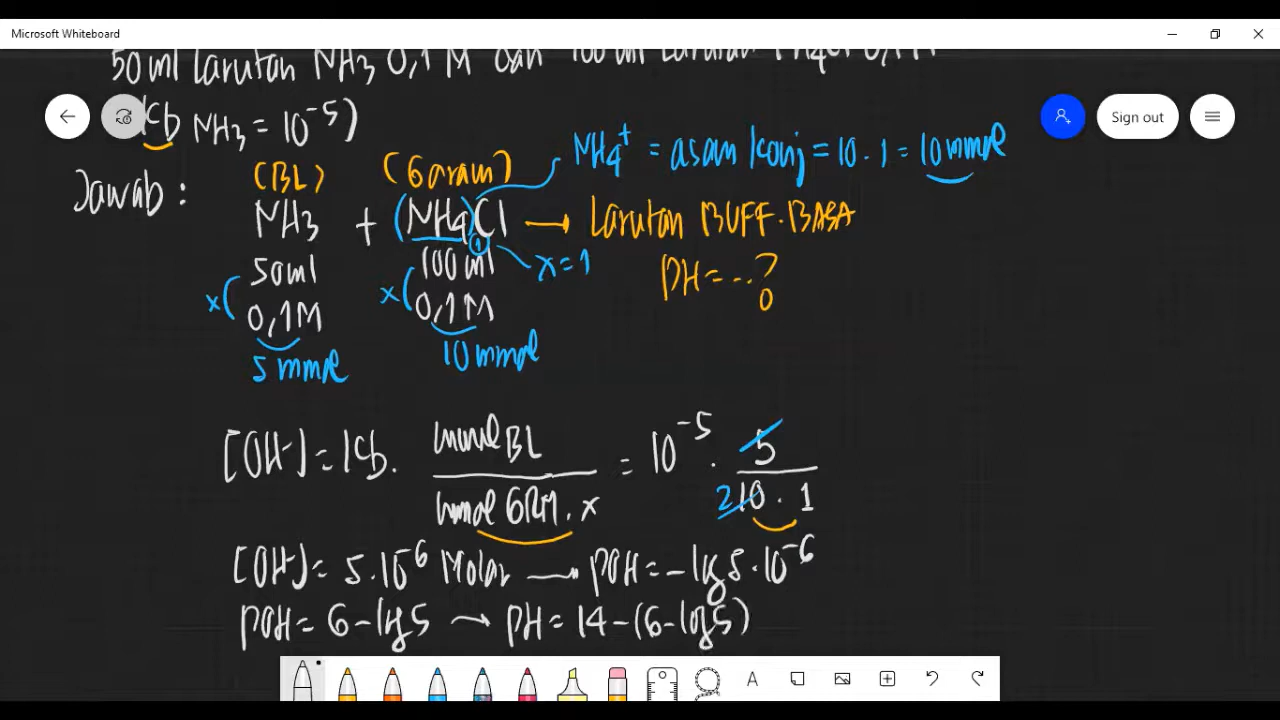 Microsoft Whiteboard
50 ml Larutan NH3 0,1 M dan 100 ml Larutan NH4Cl 0,1 M
Kb NH3 = 10⁻⁵)
Sign out
NH4⁺ = asam konj = 10 . 1 = 10 mmol
Jawab :
(BL) (Garam)
NH3 + (NH4)Cl → Larutan BUFF. BASA
1
x = 1
50 ml 100 ml
PH = ...?
x( 0,1 M x( 0,1 M
5 mmol 10 mmol
[OH-] = Kb. mmol BL / mmol GRM . x = 10⁻⁵ . 5 / 10 . 1
2
[OH-] = 5.10⁻⁶ Molar → pOH = - log 5 . 10⁻⁶
pOH = 6 - log 5 → pH = 14 - (6 - log 5)
A